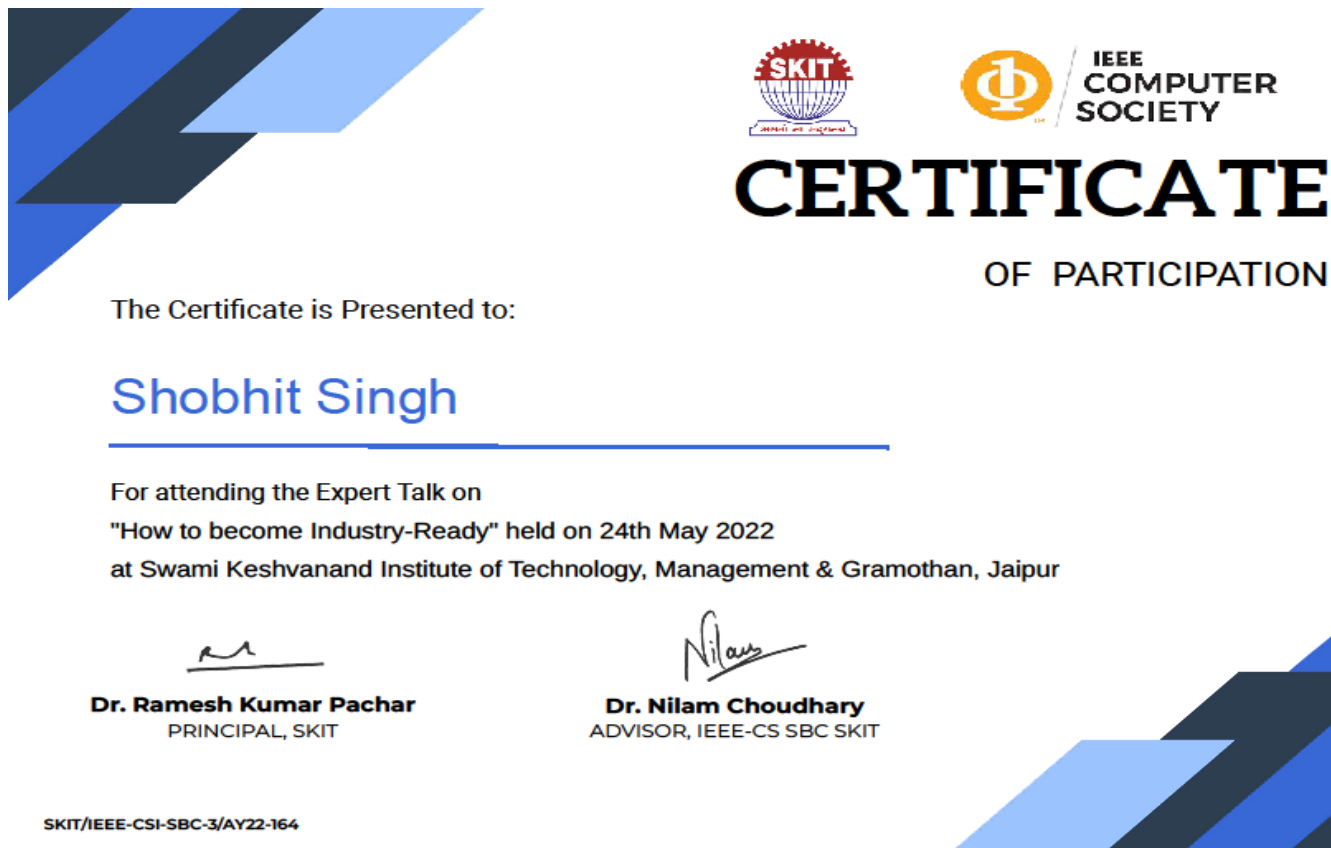 SKIT
IEEE
COMPUTER
SOCIETY
CERTIFICATE
OF PARTICIPATION
The Certificate is Presented to:
Shobhit Singh
For attending the Expert Talk on
"How to become Industry-Ready" held on 24th May 2022
at Swami Keshvanand Institute of Technology, Management & Gramothan, Jaipur
Nilam
Dr. Ramesh Kumar Pachar
PRINCIPAL, SKIT
Dr. Nilam Choudhary
ADVISOR, IEEE-CS SBC SKIT
SKIT/IEEE-CSI-SBC-3/AY22-164